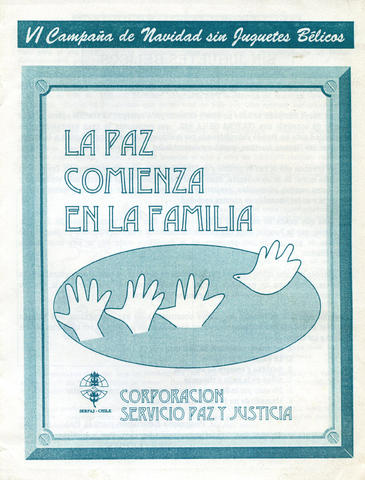 VI Campaña de Navidad sin Juguetes Bélicos
LA PAZ
COMIENZA
EN LA FAMILIA
SERPAJ - CHILE
CORPORACION
SERVICIO PAZ Y JUSTICIA